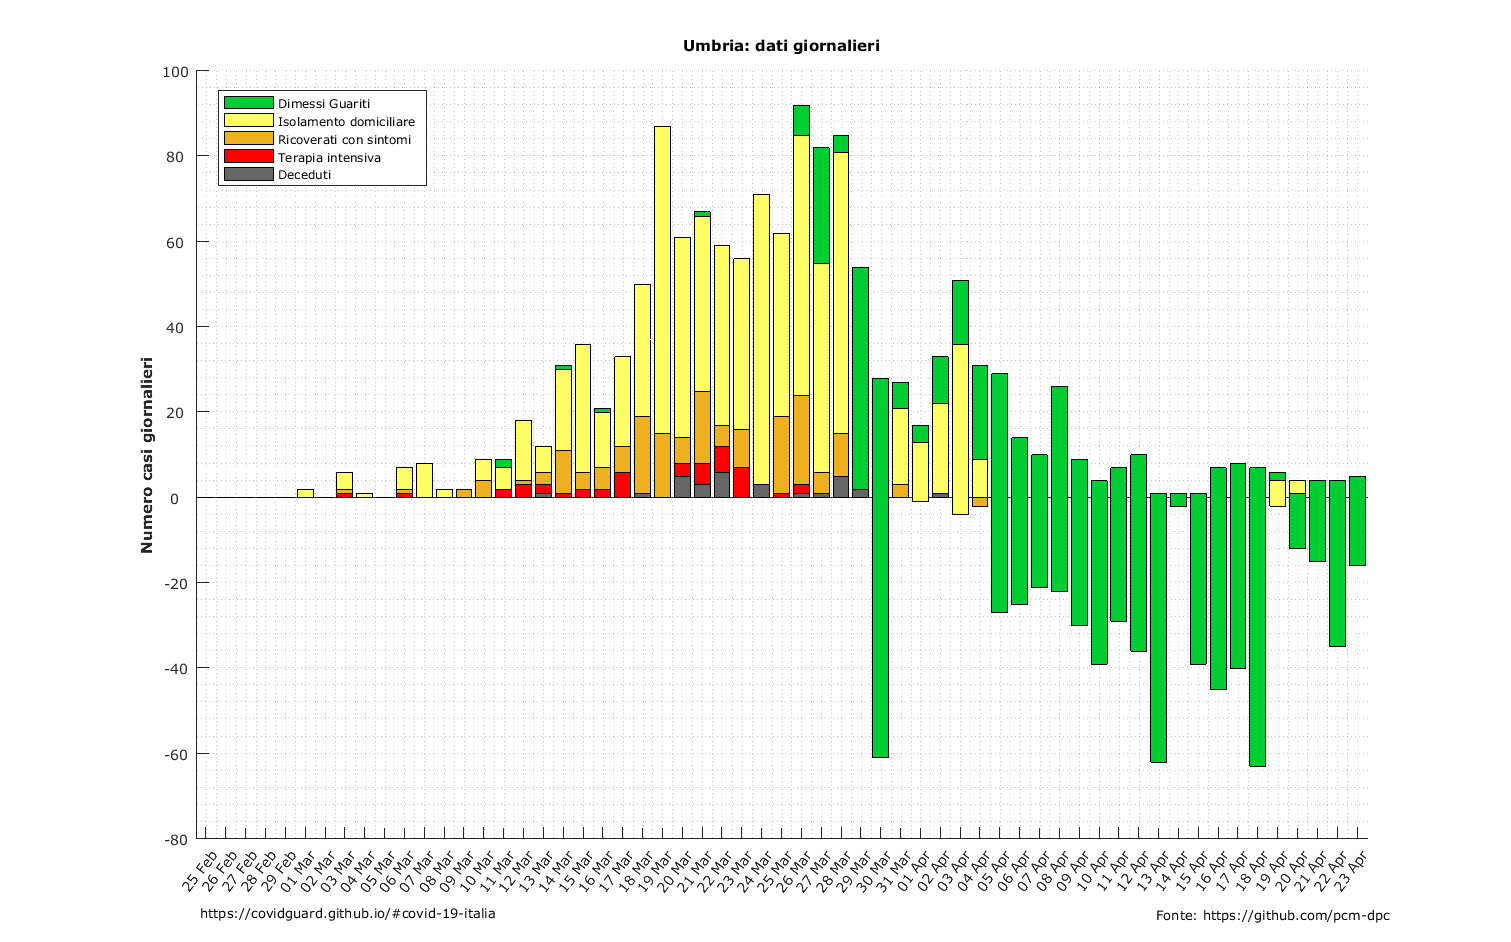 Umbria: dati giornalieri
Numero casi giornalieri
100
80
60
40
20
0
-20
-40
-60
-80
Dimessi Guariti
Isolamento domiciliare
Ricoverati con sintomi
Terapia intensiva
Deceduti
25 Feb
26 Feb
27 Feb
28 Feb
29 Feb
01 Mar
02 Mar
03 Mar
04 Mar
05 Mar
06 Mar
07 Mar
08 Mar
09 Mar
10 Mar
11 Mar
12 Mar
13 Mar
14 Mar
15 Mar
16 Mar
17 Mar
18 Mar
19 Mar
20 Mar
21 Mar
22 Mar
23 Mar
24 Mar
25 Mar
26 Mar
27 Mar
28 Mar
29 Mar
30 Mar
31 Mar
01 Apr
02 Apr
03 Apr
04 Apr
05 Apr
06 Apr
07 Apr
08 Apr
09 Apr
10 Apr
11 Apr
12 Apr
13 Apr
14 Apr
15 Apr
16 Apr
17 Apr
18 Apr
19 Apr
20 Apr
21 Apr
22 Apr
23 Apr
https://covidguard.github.io/#covid-19-italia
Fonte: https://github.com/pcm-dpc